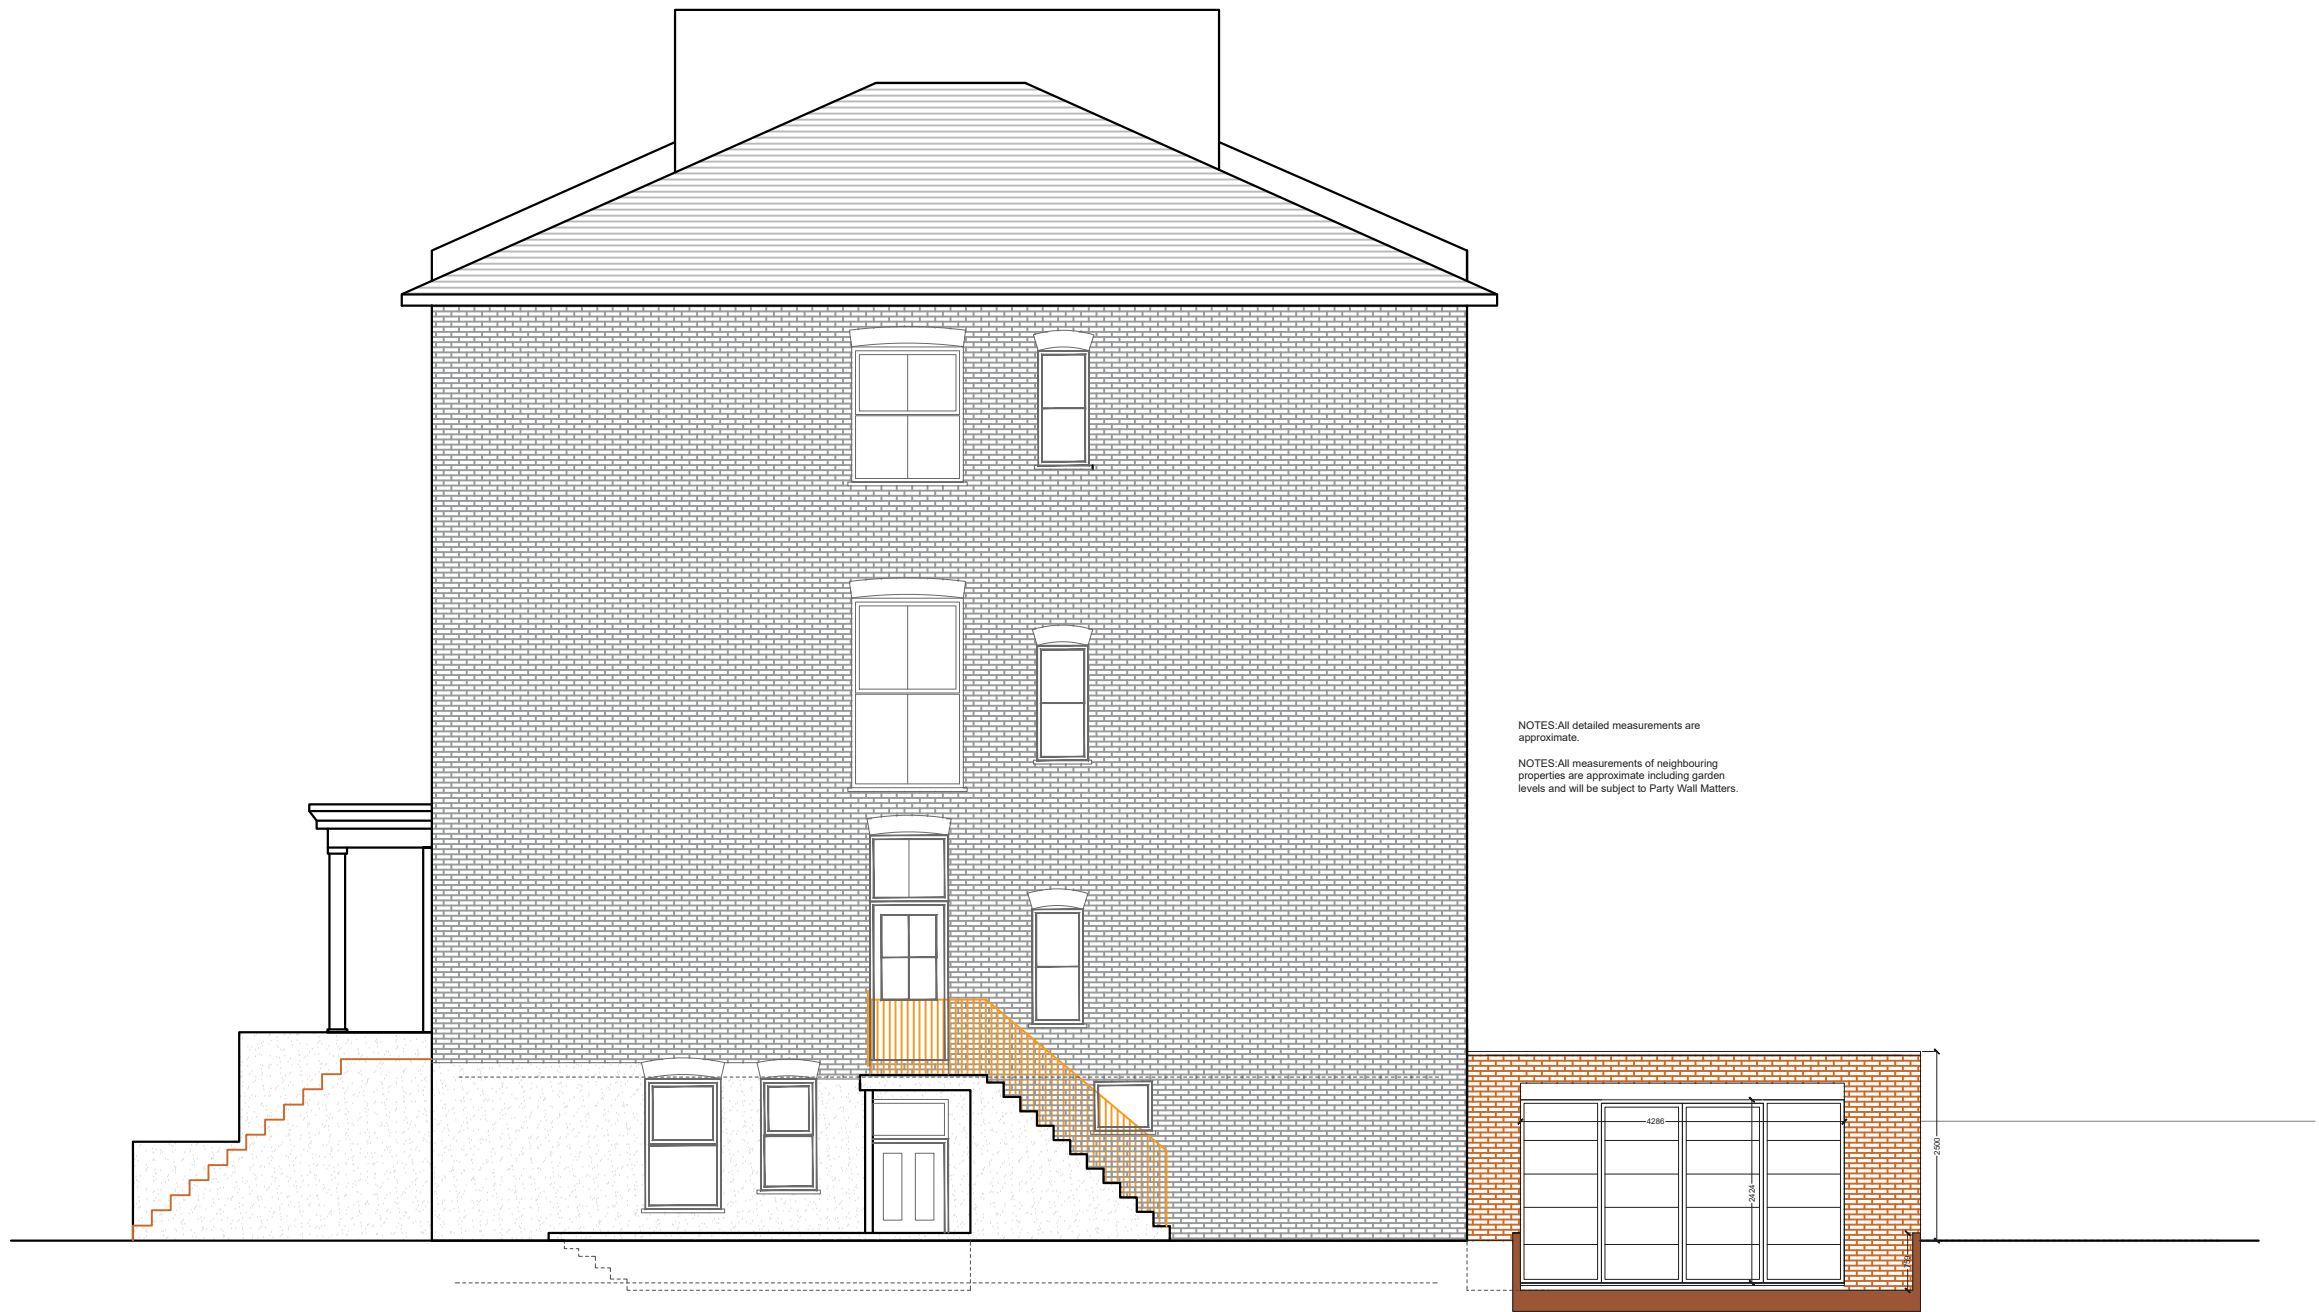 NOTES:All detailed measurements are
approximate.
NOTES:All measurements of neighbouring
properties are approximate including garden
levels and will be subject to Party Wall Matters.
4286
2500
2424